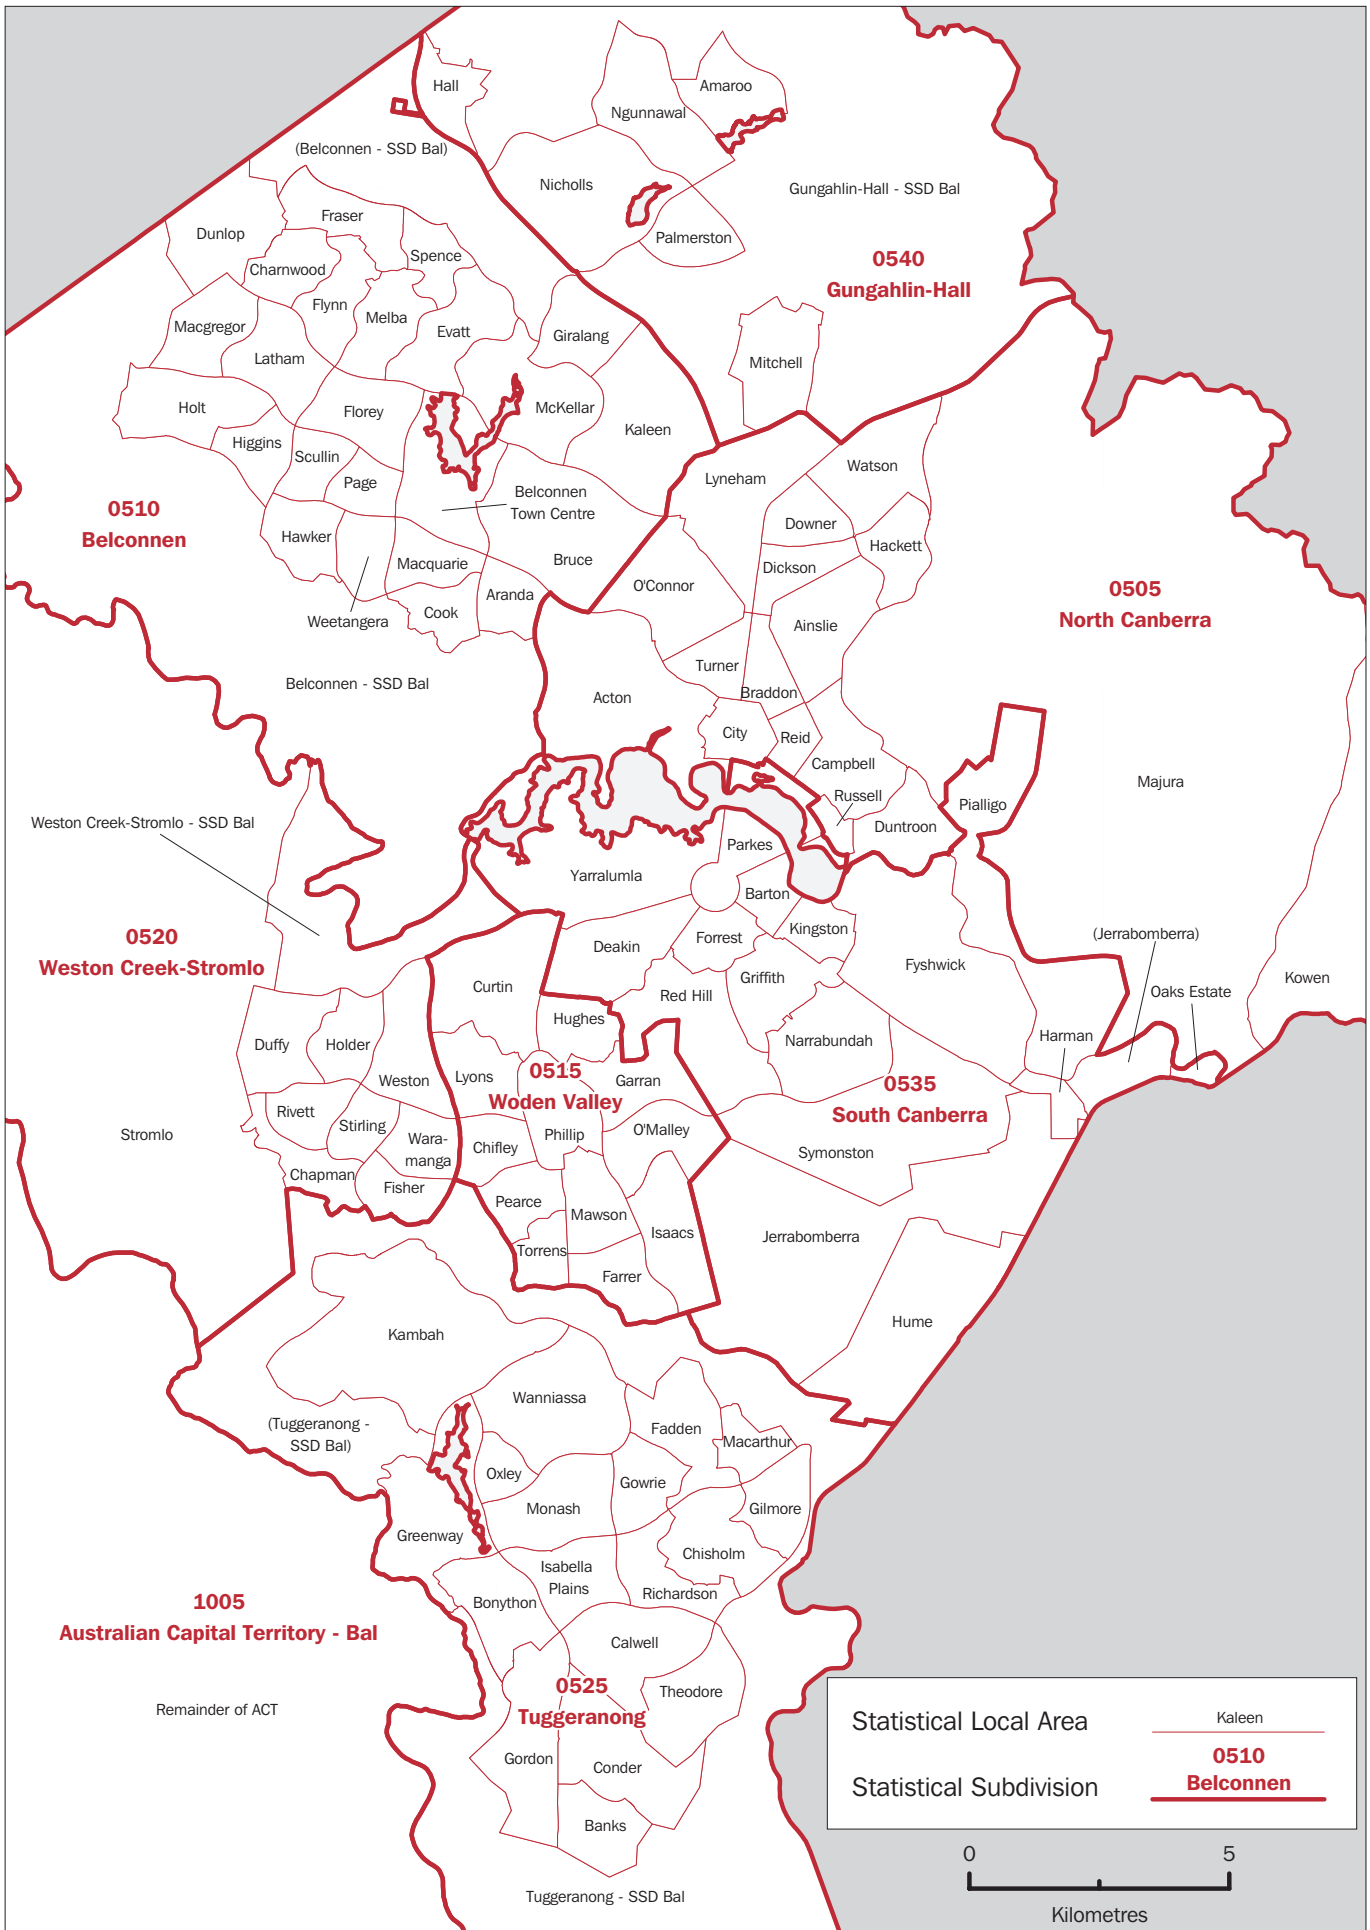 Hall
Amaroo
Ngunnawal
(Belconnen - SSD Bal)
Nicholls
Gungahlin-Hall - SSD Bal
Fraser
Dunlop
Palmerston
Spence
0540
Gungahlin-Hall
Charnwood
Flynn
Melba
Macgregor
Evatt
Giralang
Latham
Mitchell
Holt
Florey
McKellar
Kaleen
Higgins
Scullin
Watson
Lyneham
Page
Belconnen
Town Centre
0510
Belconnen
Downer
Hawker
Hackett
Macquarie
Bruce
Dickson
O'Connor
0505
North Canberra
Aranda
Cook
Weetangera
Ainslie
Turner
Belconnen - SSD Bal
Braddon
Acton
City
Reid
Campbell
Majura
Russell
Pialligo
Weston Creek-Stromlo - SSD Bal
Duntroon
Parkes
Yarralumla
Barton
Kingston
0520
Weston Creek-Stromlo
Forrest
(Jerrabomberra)
Deakin
Fyshwick
Griffith
Kowen
Curtin
Red Hill
Oaks Estate
Hughes
Harman
Duffy
Holder
Narrabundah
0515
Woden Valley
Lyons
Weston
Garran
0535
South Canberra
Rivett
Stirling
O'Malley
Stromlo
Phillip
Wara-
manga
Chifley
Symonston
Chapman
Fisher
Pearce
Mawson
Isaacs
Jerrabomberra
Torrens
Farrer
Hume
Kambah
Wanniassa
(Tuggeranong -
SSD Bal)
Fadden
Macarthur
Oxley
Gowrie
Monash
Gilmore
Greenway
Chisholm
Isabella
Plains
Richardson
Bonython
1005
Australian Capital Territory - Bal
Calwell
0525
Tuggeranong
Theodore
Remainder of ACT
Gordon
Conder
Banks
Tuggeranong - SSD Bal
Statistical Local Area
Kaleen
Statistical Subdivision
0510
Belconnen
0 5
Kilometres